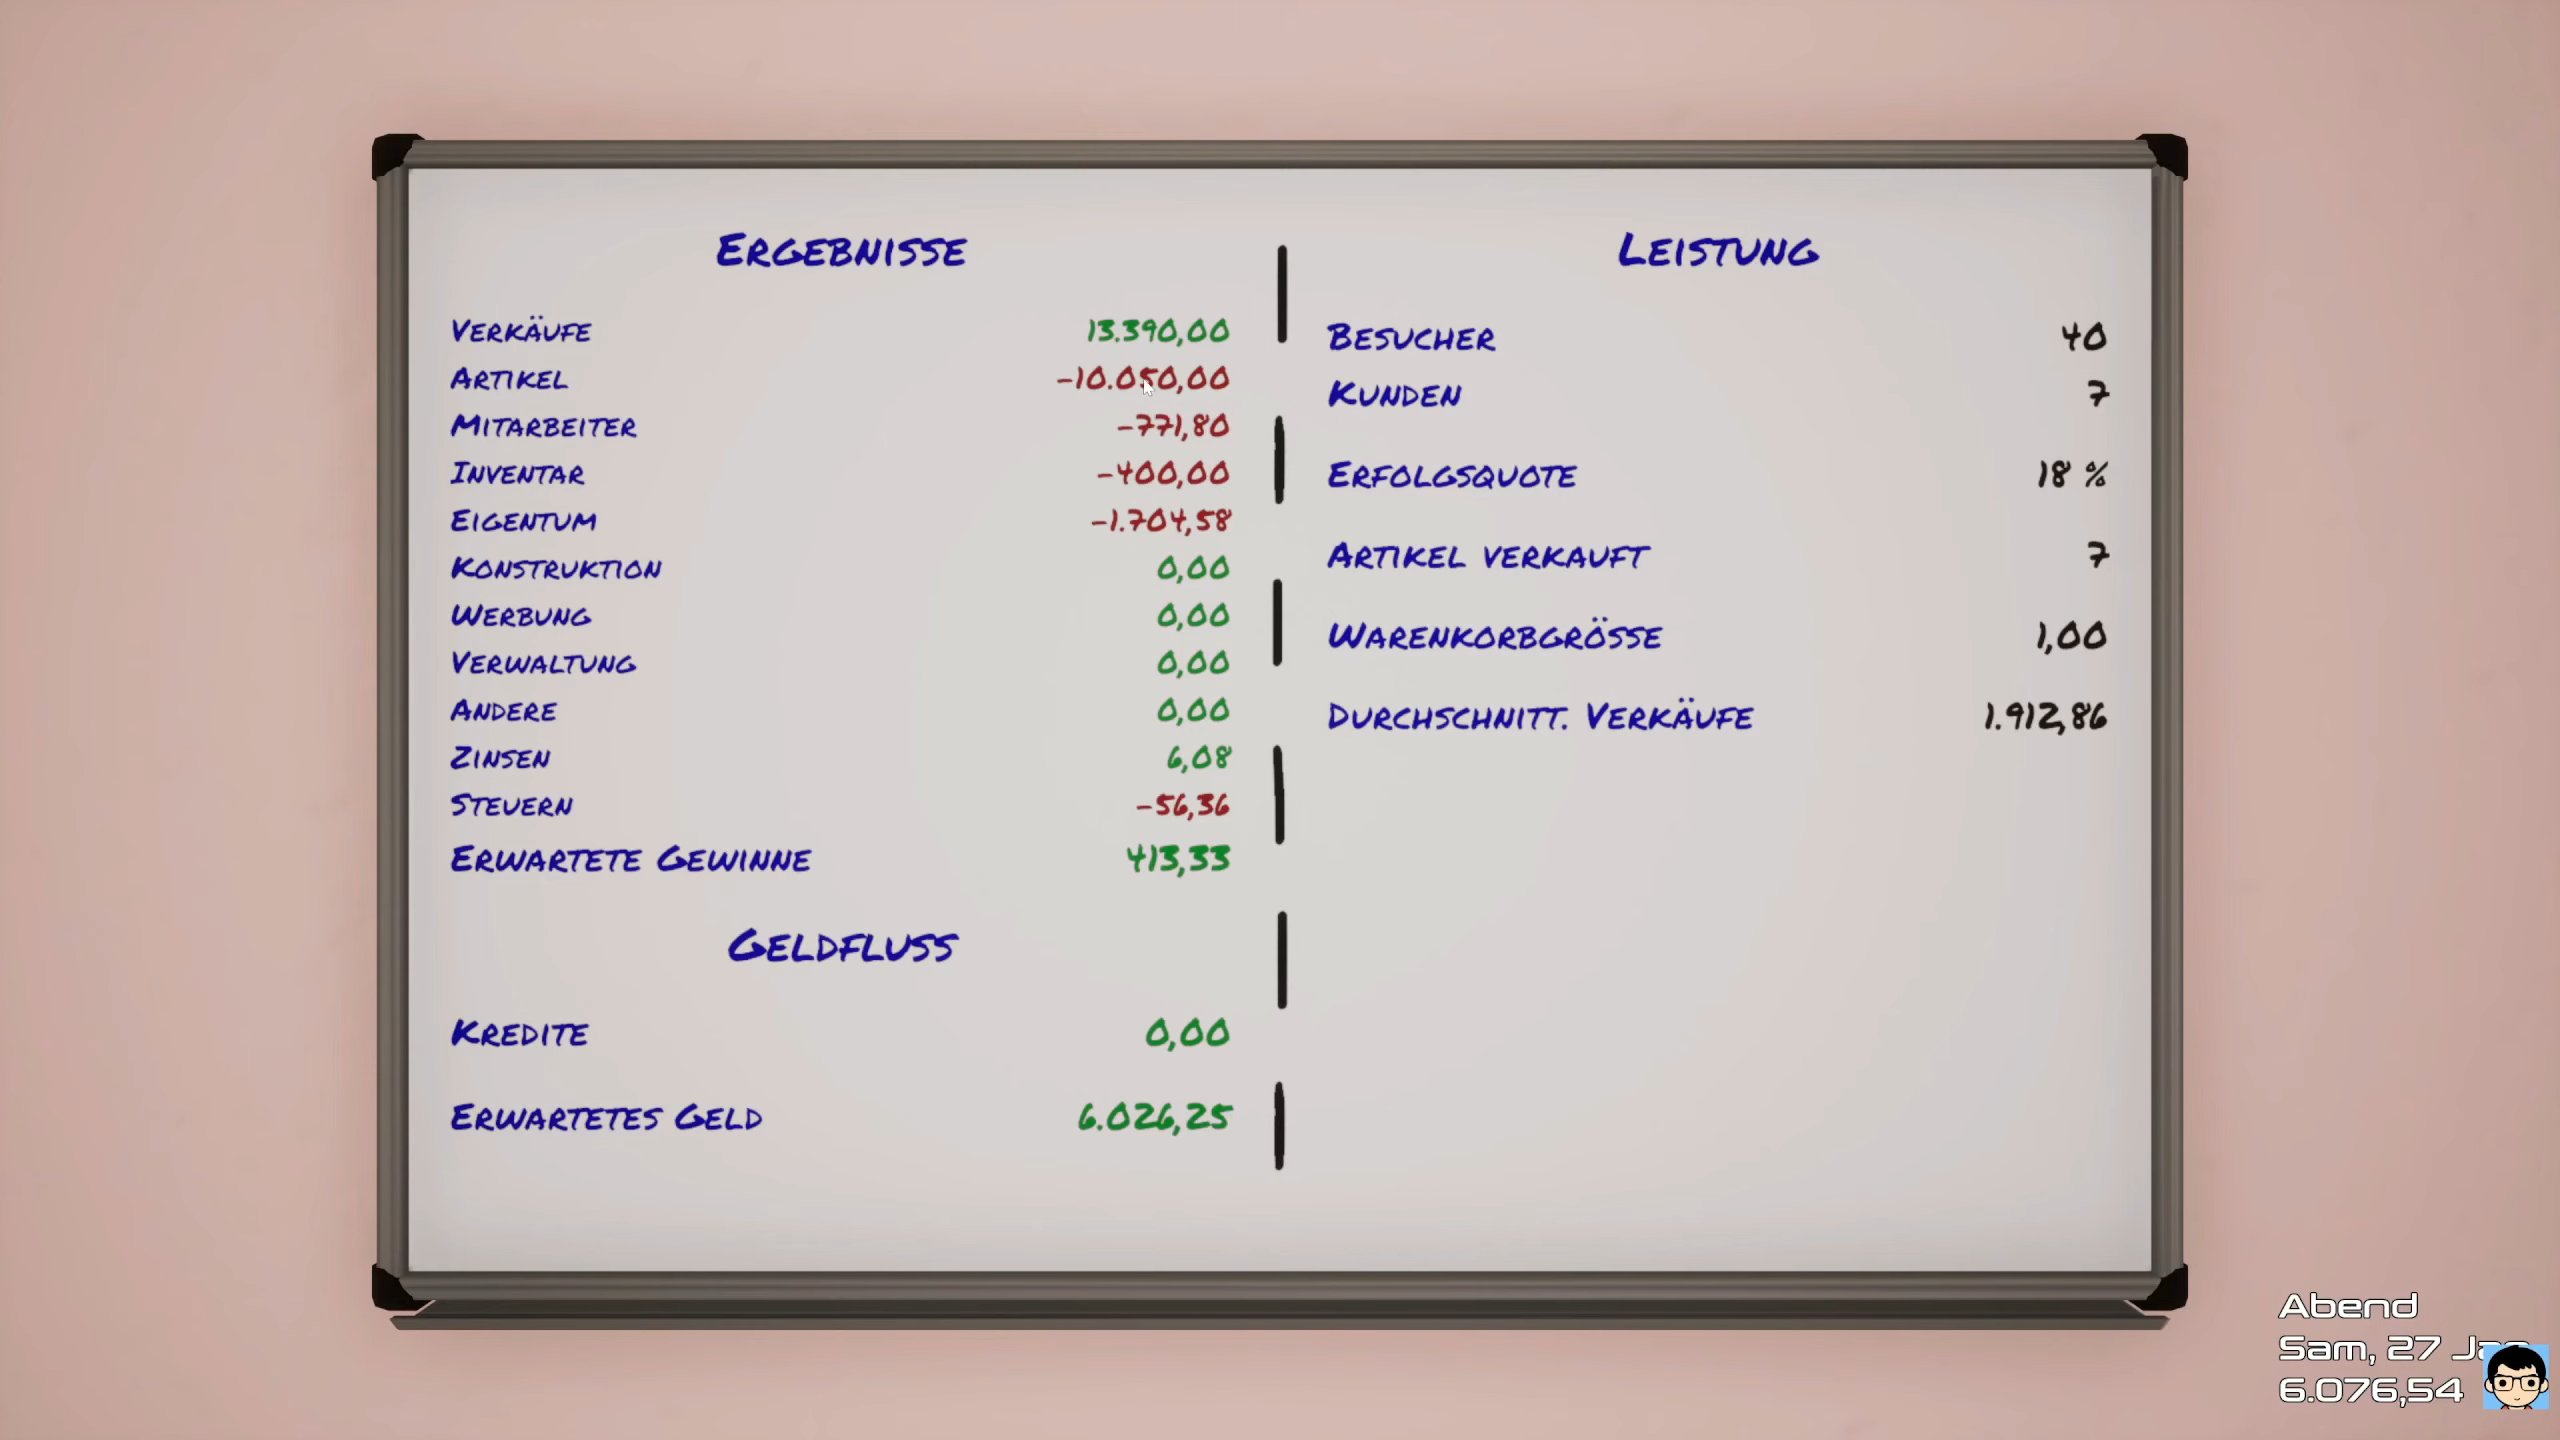 Ergebnisse
Verkäufe 13.390,00
Artikel -10.050,00
Mitarbeiter -771,80
Inventar -400,00
Eigentum -1.704,58
Konstruktion 0,00
Werbung 0,00
Verwaltung 0,00
Andere 0,00
Zinsen 6,08
Steuern -56,36
Erwartete Gewinne 413,33
Geldfluss
Kredite 0,00
Erwartetes Geld 6.026,25
Leistung
Besucher 40
Kunden 7
Erfolgsquote 18 %
Artikel verkauft 7
Warenkorbgrösse 1,00
Durchschnitt. Verkäufe 1.912,86
Abend
Sam, 27
6.076,54